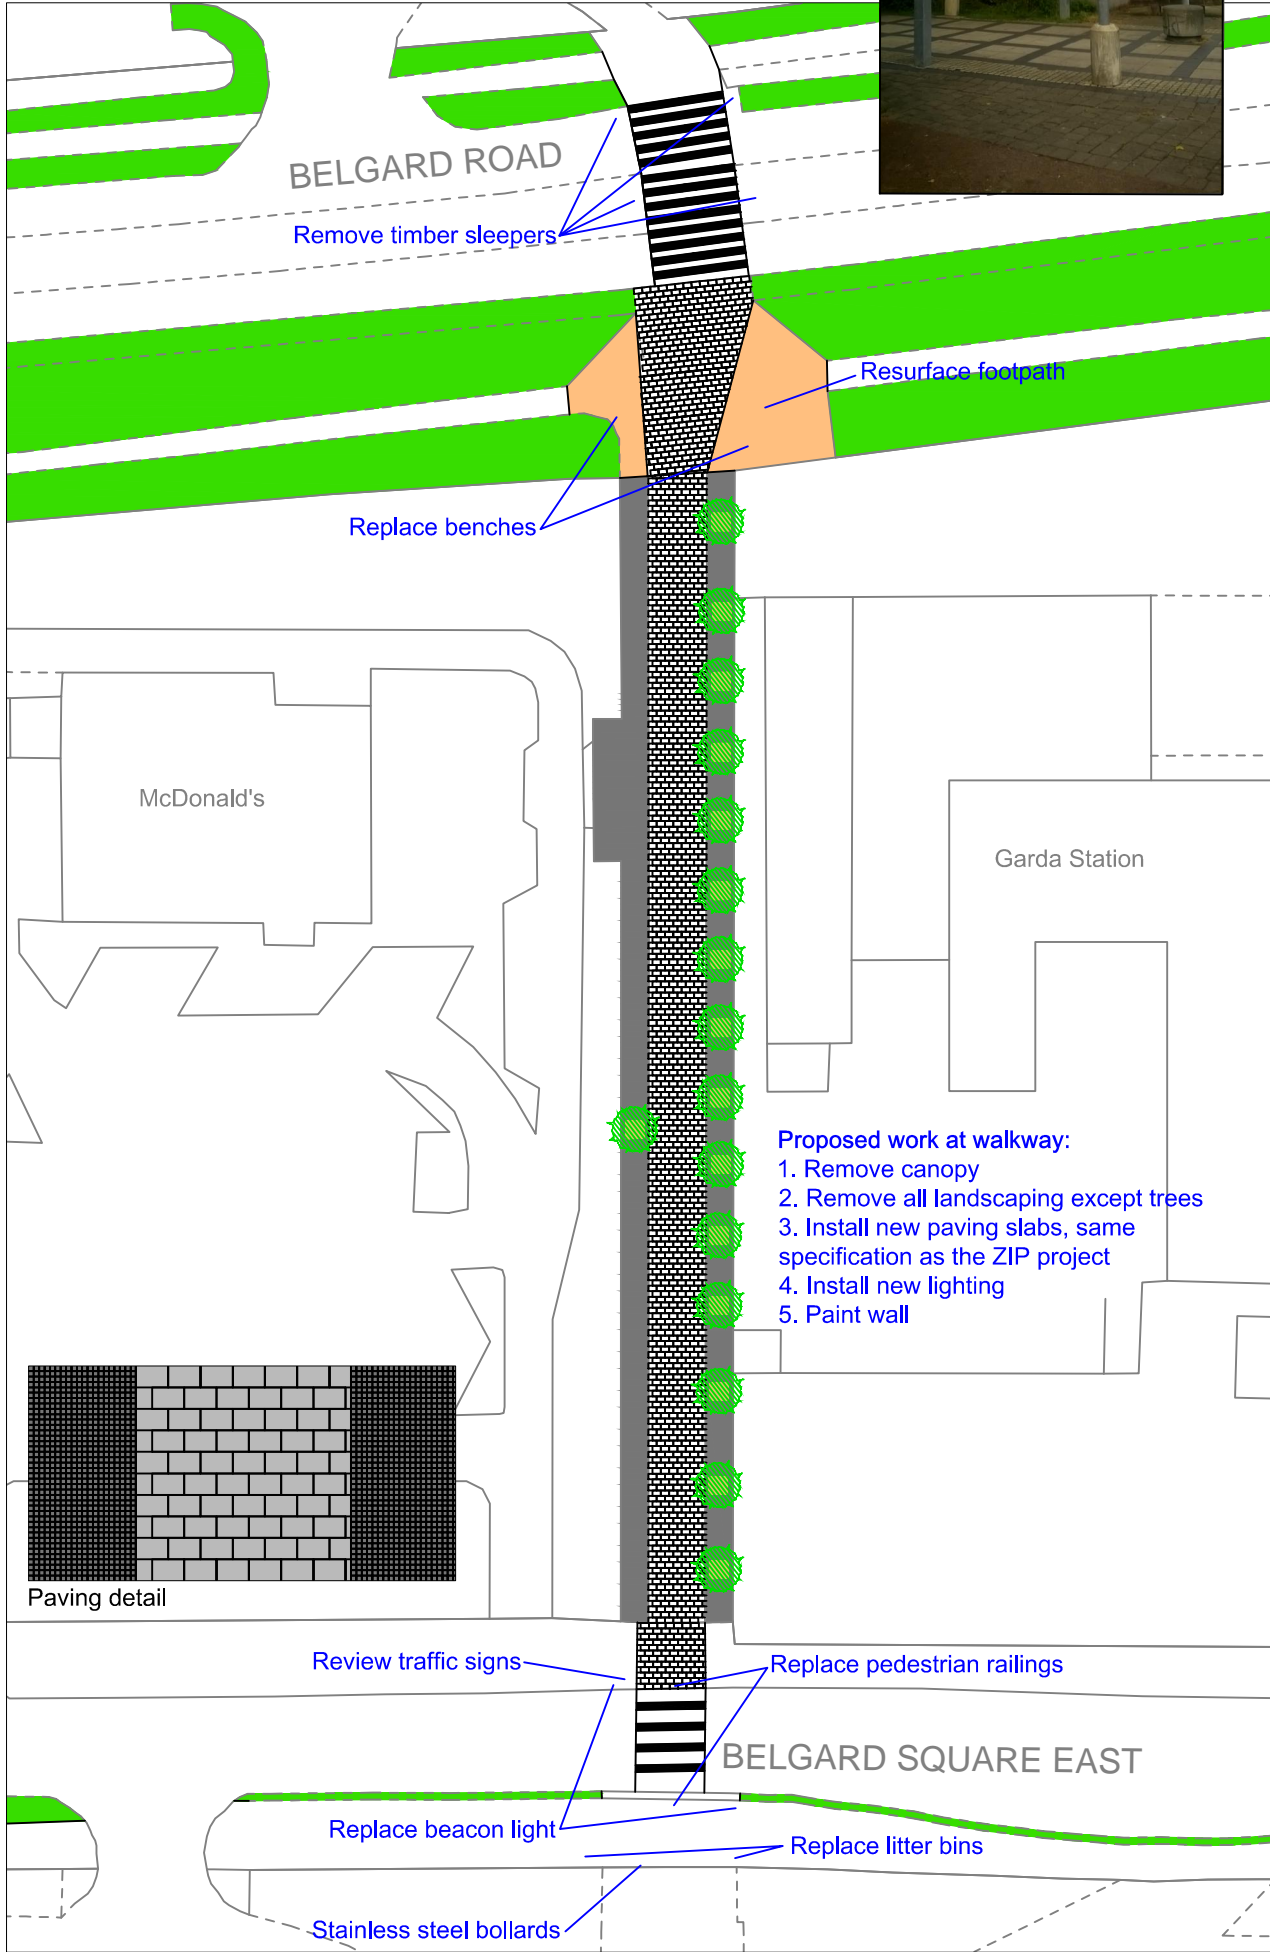 BELGARD ROAD
Remove timber sleepers
Resurface footpath
Replace benches
McDonald's
Garda Station
Proposed work at walkway:
1. Remove canopy
2. Remove all landscaping except trees
3. Install new paving slabs, same
specification as the ZIP project
4. Install new lighting
5. Paint wall
Paving detail
Review traffic signs
Replace pedestrian railings
BELGARD SQUARE EAST
Replace beacon light
Replace litter bins
Stainless steel bollards